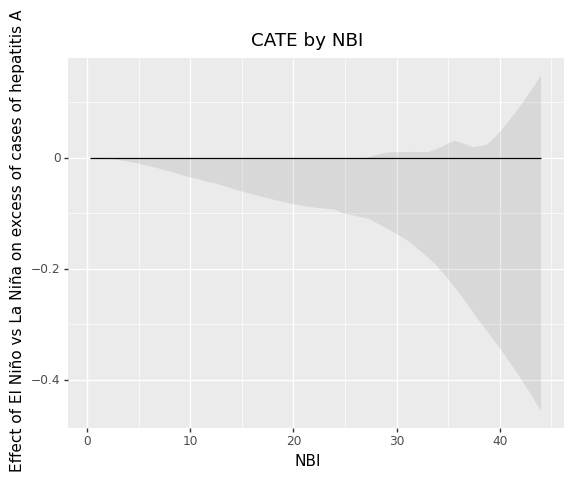 CATE by NBI
Effect of El Niño vs La Niña on excess of cases of hepatitis A
0
−0.2
−0.4
0
10
20
30
40
NBI